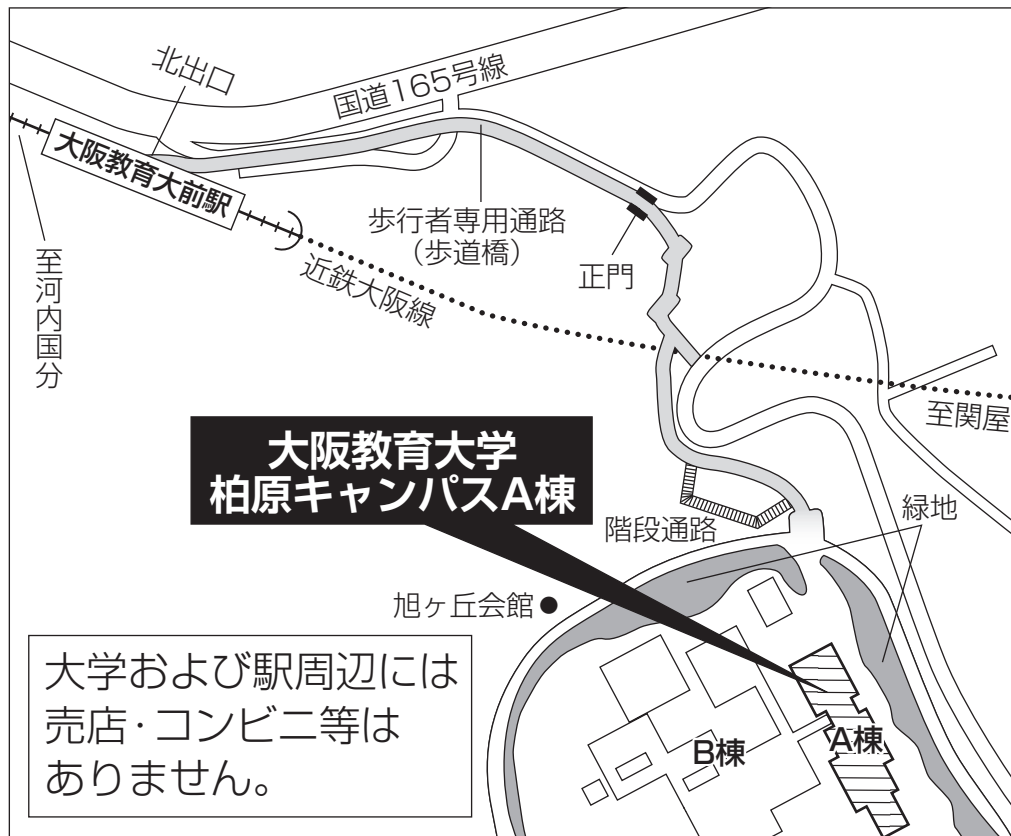 北出口
国道165号線
大阪教育大前駅
歩行者専用通路
（歩道橋）
正門
至河内国分
近鉄大阪線
至関屋
大阪教育大学
柏原キャンパスA棟
階段通路
緑地
旭ヶ丘会館
大学および駅周辺には
売店・コンビニ等は
ありません。
B棟
A棟